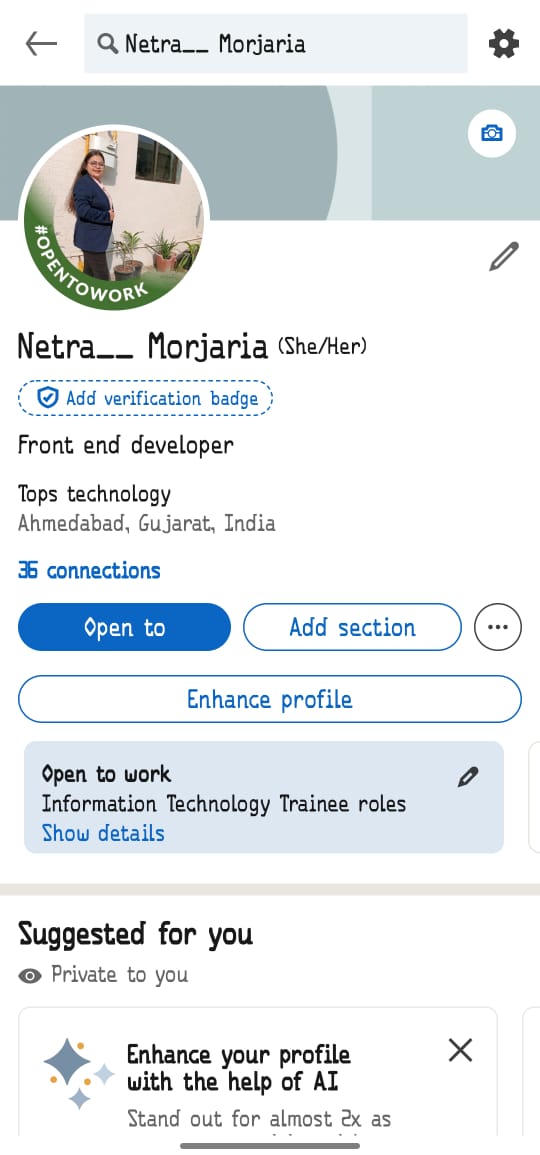 Netra__ Morjaria
#OPENTOWORK
Netra__ Morjaria (She/Her)
Add verification badge
Front end developer
Tops technology
Ahmedabad, Gujarat, India
36 connections
Open to
Add section
Enhance profile
Open to work
Information Technology Trainee roles
Show details
Suggested for you
Private to you
Enhance your profile
with the help of AI
Stand out for almost 2x as